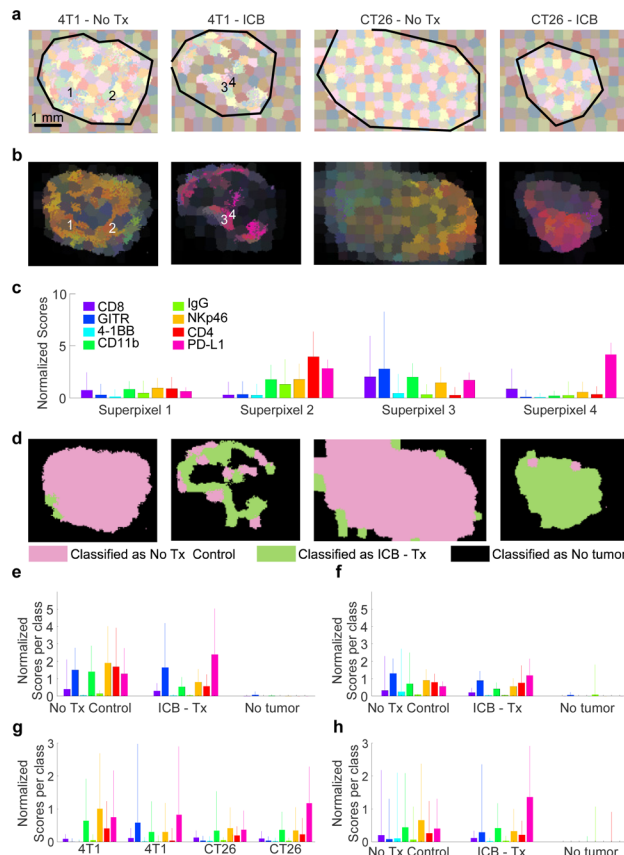 a
4T1 - No Tx
4T1 - ICB
CT26 - No Tx
CT26 - ICB
1
2
3
4
1 mm
b
1
2
3
4
c
Normalized Scores
10
5
0
CD8
GITR
4-1BB
CD11b
IgG
NKp46
CD4
PD-L1
Superpixel 1
Superpixel 2
Superpixel 3
Superpixel 4
d
Classified as No Tx Control
Classified as ICB - Tx
Classified as No tumor
e
Normalized
Scores per class
5
4
3
2
1
0
No Tx Control
ICB - Tx
No tumor
f
Normalized
Scores per class
5
4
3
2
1
0
No Tx Control
ICB - Tx
No tumor
g
Normalized
Scores per class
3
2
1
0
4T1
4T1
CT26
CT26
h
Normalized
Scores per class
3
2
1
0
No Tx Control
ICB - Tx
No tumor